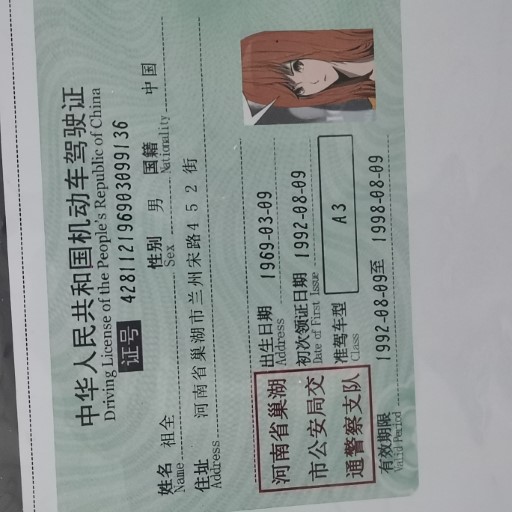 中华人民共和国机动车驾驶证
Driving License of the People's Republic of China
证号 428112196903099136
姓名 祖全 性别 男 国籍 中国
Name Sex Nationality
住址 河南省巢湖市兰州宋路452街
Address
出生日期 1969-03-09
Address
初次领证日期 1992-08-09
Date of First Issue
准驾车型 A3
Class
河南省巢湖
市公安局交
通警察支队
有效期限 1992-08-09至 1998-08-09
Valid Period